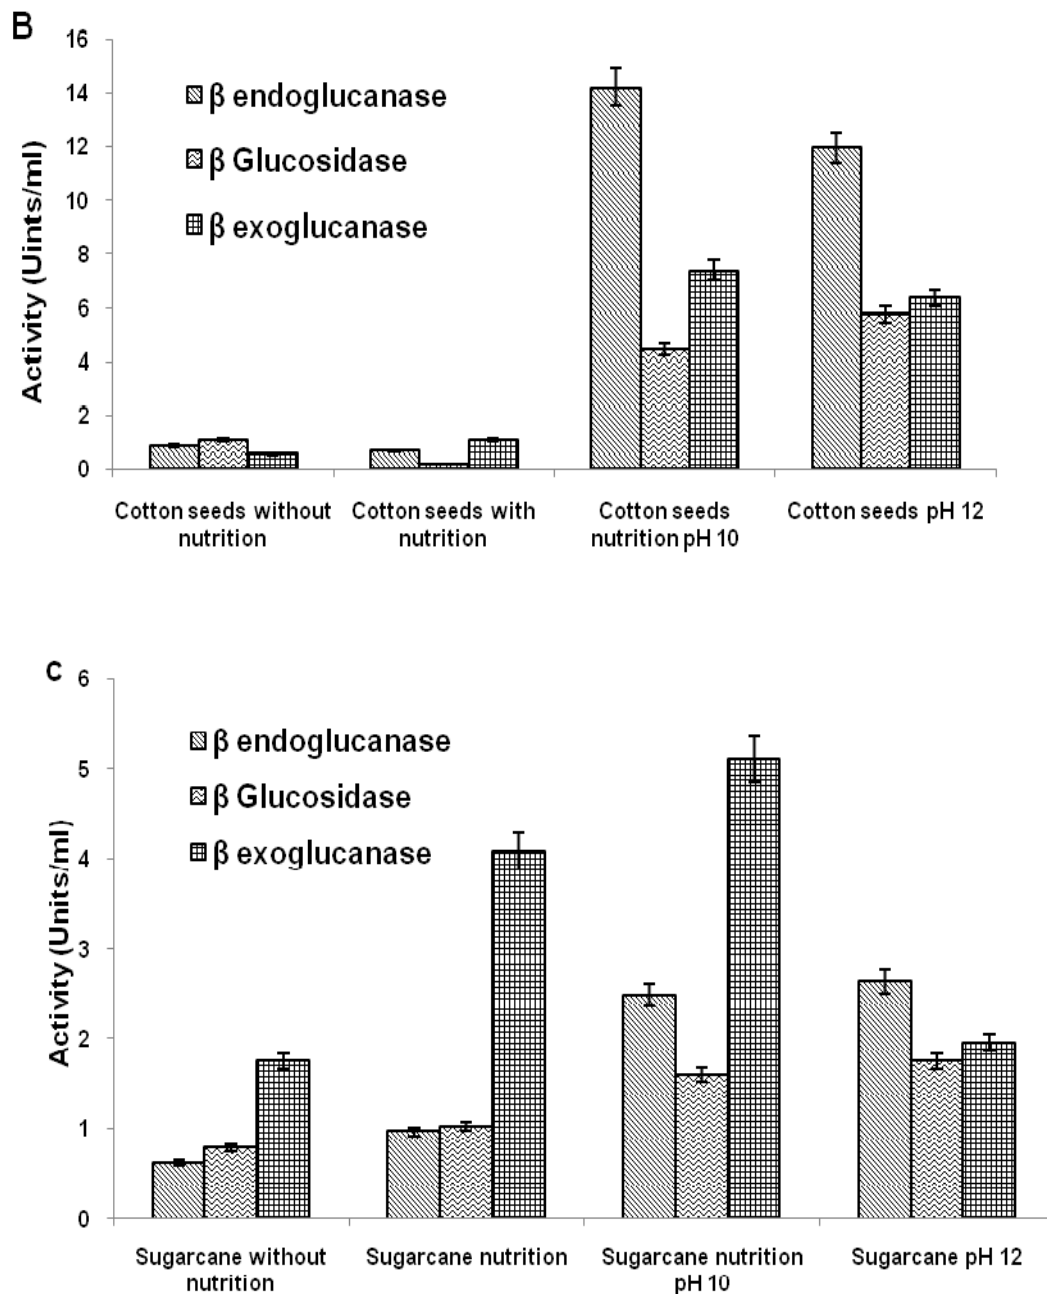 B
16
14
12
10
8
6
4
2
0
Activity (Uints/ml)
β endoglucanase
β Glucosidase
β exoglucanase
Cotton seeds without
nutrition
Cotton seeds with
nutrition
Cotton seeds
nutrition pH 10
Cotton seeds pH 12
C
6
5
4
3
2
1
0
Activity (Units/ml)
β endoglucanase
β Glucosidase
β exoglucanase
Sugarcane without
nutrition
Sugarcane nutrition
Sugarcane nutrition
pH 10
Sugarcane pH 12